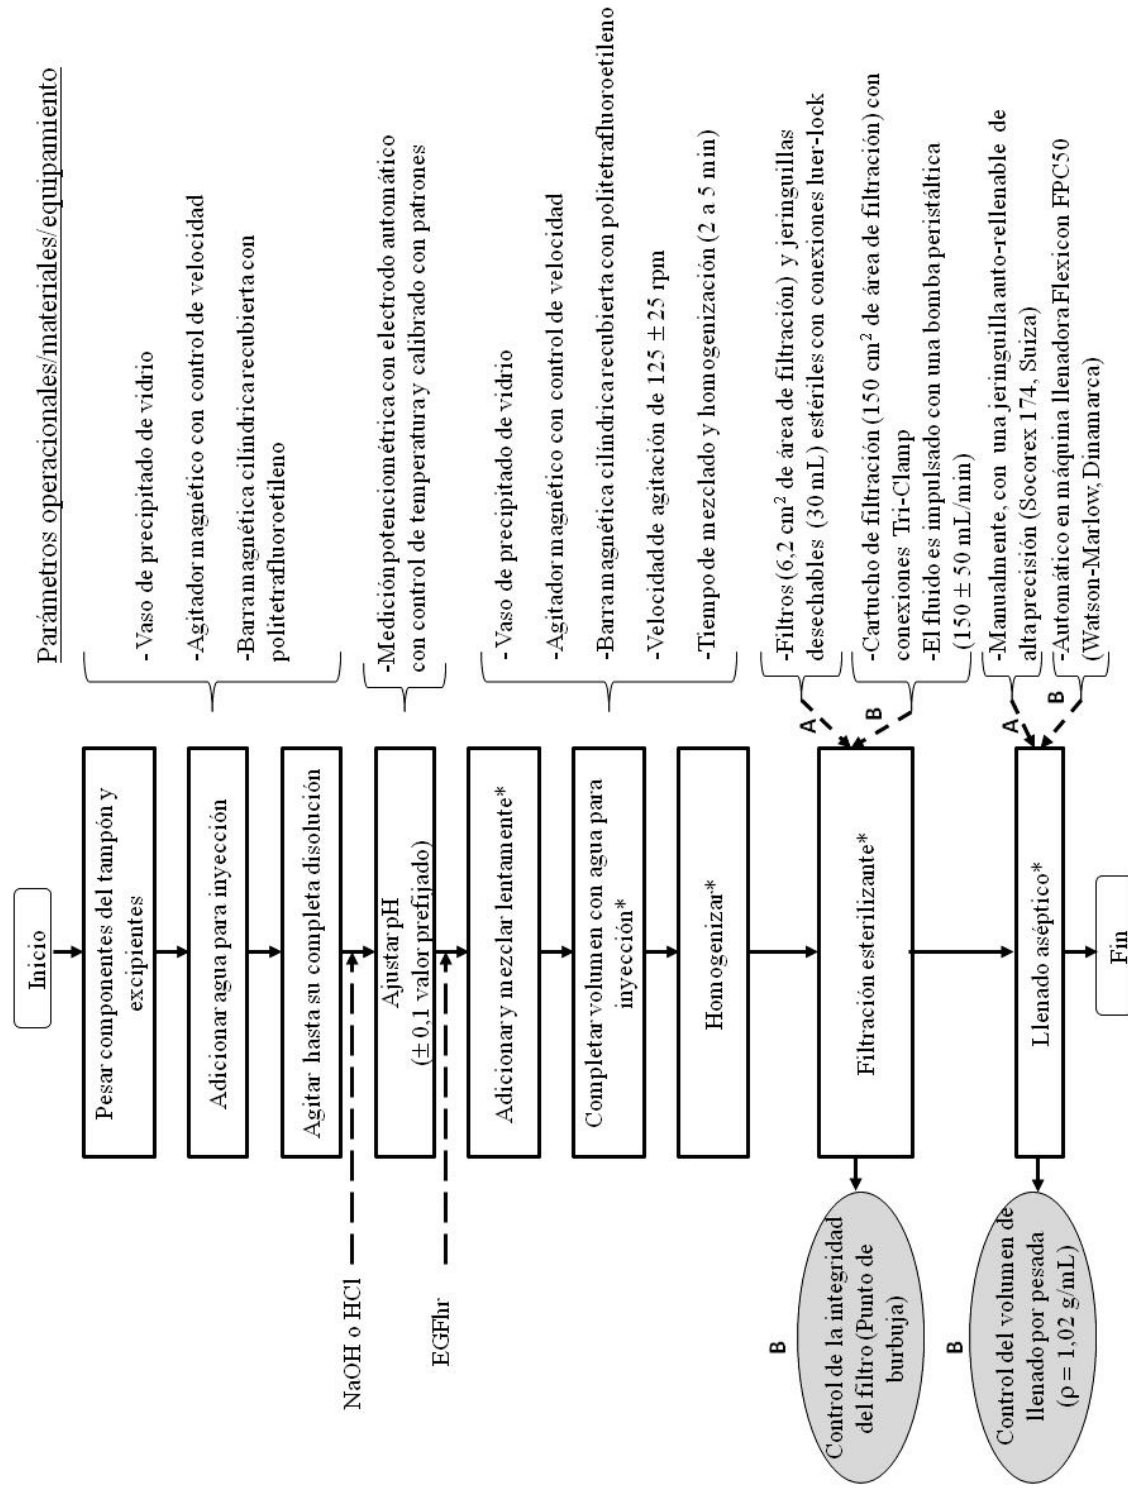 Parámetros operacionales/materiales/equipamiento
Inicio
Pesar componentes del tampón y
excipientes
Adicionar agua para inyección
Agitar hasta su completa disolución
- Vaso de precipitado de vidrio
-Agitador magnético con control de velocidad
-Barra magnética cilíndrica recubierta con
politetrafluoroetileno
NaOH o HCl
Ajustar pH
(± 0,1 valor prefijado)
-Medición potenciométrica con electrodo automático
con control de temperatura y calibrado con patrones
EGFhr
Adicionar y mezclar lentamente*
Completar volumen con agua para
inyección*
Homogenizar*
- Vaso de precipitado de vidrio
-Agitador magnético con control de velocidad
-Barra magnética cilíndrica recubierta con politetrafluoroetileno
-Velocidad de agitación de 125 ± 25 rpm
-Tiempo de mezclado y homogenización (2 a 5 min)
B
Control de la integridad
del filtro (Punto de
burbuja)
Filtración esterilizante*
A
-Filtros (6,2 cm² de área de filtración) y jeringuillas
desechables (30 mL) estériles con conexiones luer-lock
B
-Cartucho de filtración (150 cm² de área de filtración) con
conexiones Tri-Clamp
-El fluido es impulsado con una bomba peristáltica
(150 ± 50 mL/min)
B
Control del volumen de
llenado por pesada
(ρ = 1,02 g/mL)
Llenado aséptico*
A
-Manualmente, con una jeringuilla auto-rellenable de
alta precisión (Socorex 174, Suiza)
B
-Automático en máquina llenadora Flexicon FPC50
(Watson-Marlow, Dinamarca)
Fin